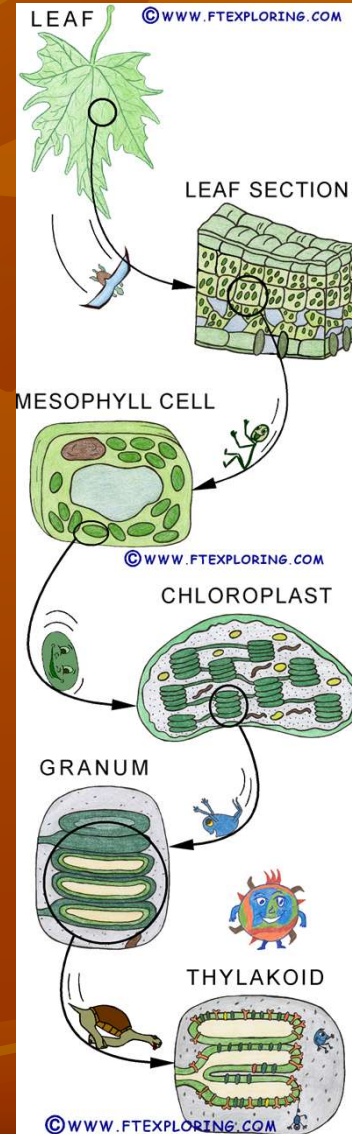 LEAF
©WWW.FTEXPLORING.COM
LEAF SECTION
MESOPHYLL CELL
©WWW.FTEXPLORING.COM
CHLOROPLAST
GRANUM
THYLAKOID
©WWW.FTEXPLORING.COM